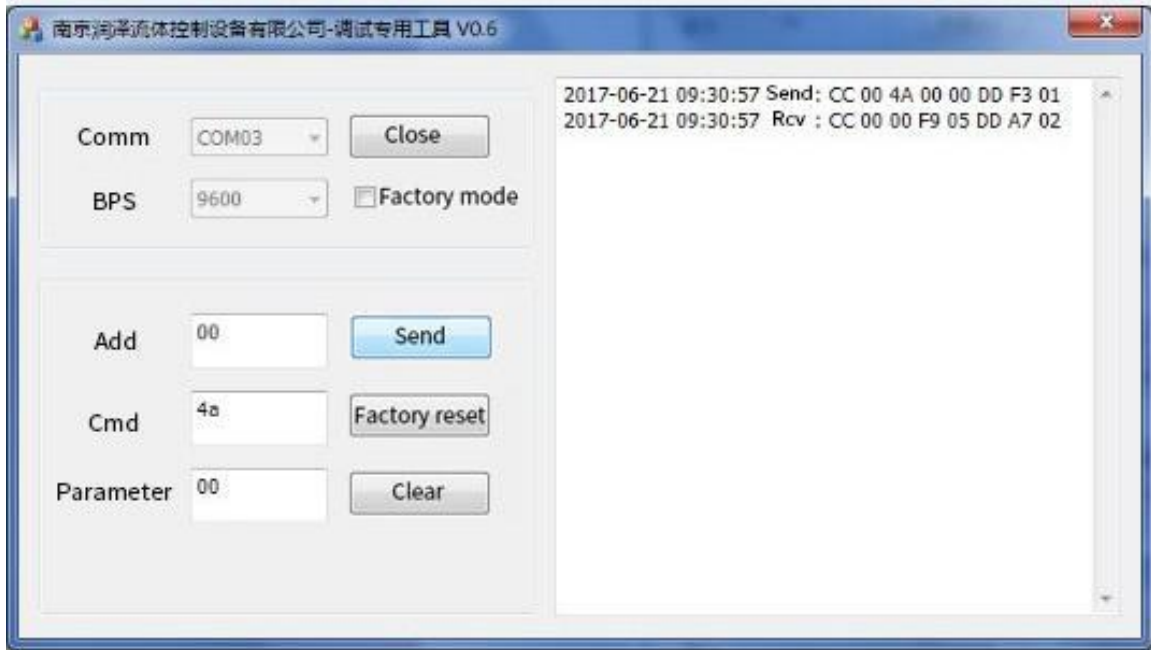 南京润泽流体控制设备有限公司-调试专用工具 V0.6
Comm COM03 Close
BPS 9600 Factory mode
Add 00 Send
Cmd 4a Factory reset
Parameter 00 Clear
2017-06-21 09:30:57 Send: CC 00 4A 00 00 DD F3 01
2017-06-21 09:30:57 Rcv : CC 00 00 F9 05 DD A7 02